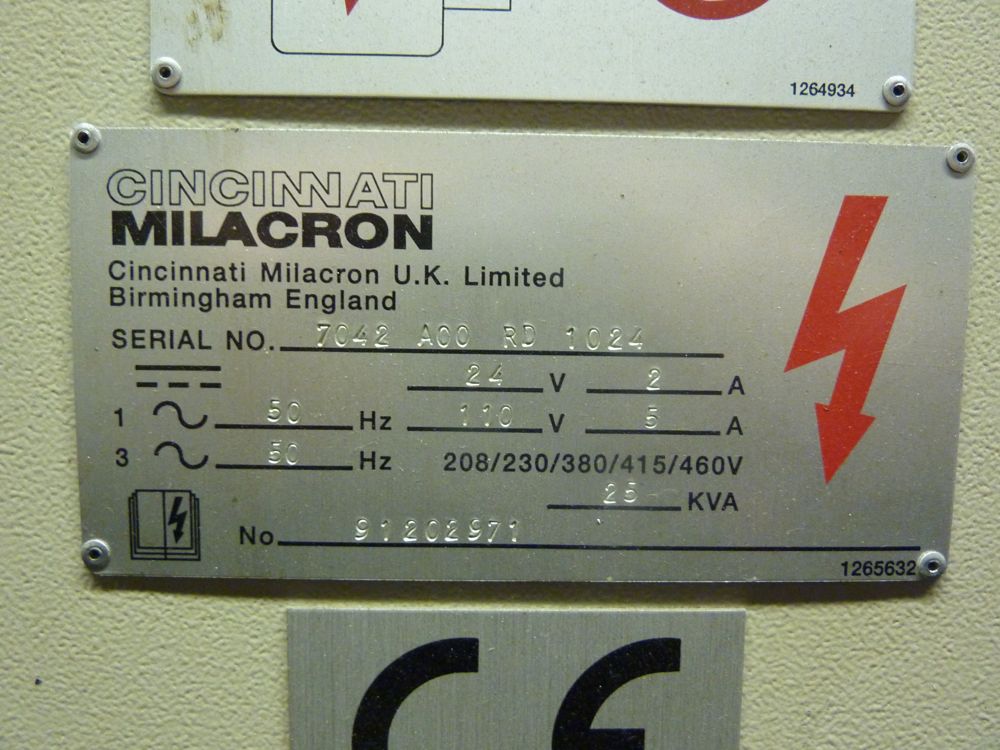 1264934
CINCINNATI
MILACRON
Cincinnati Milacron U.K. Limited
Birmingham England
SERIAL NO. 7042 A00 RD 1024
24 V 2 A
1 50 Hz 110 V 5 A
3 50 Hz 208/230/380/415/460V
25 KVA
No 91202971
1265632
CE